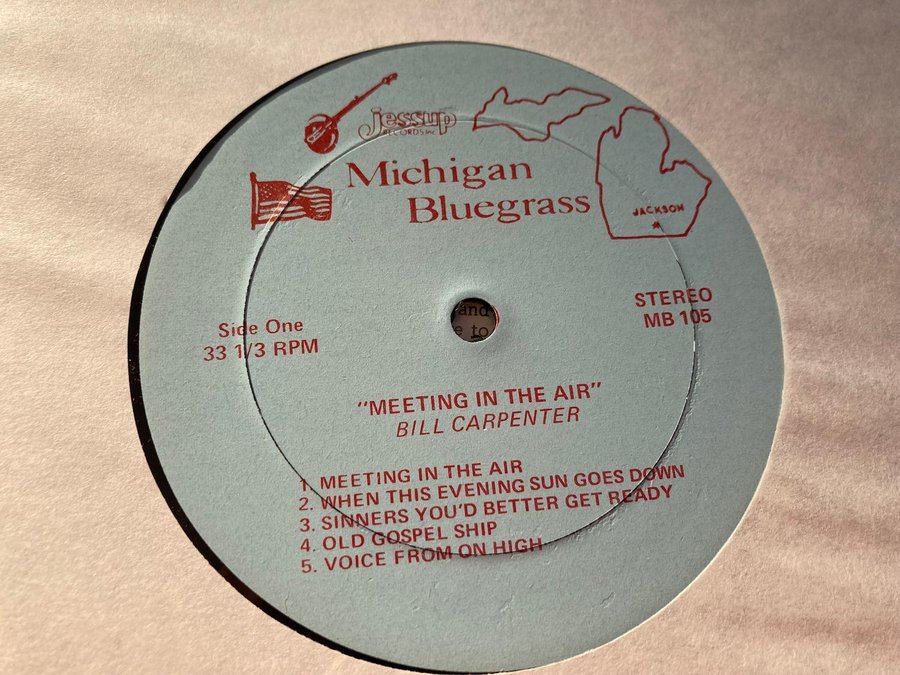 jessup
RECORDS Inc
Michigan
Bluegrass
JACKSON
Side One
33 1/3 RPM
STEREO
MB 105
and
e to
"MEETING IN THE AIR"
BILL CARPENTER
1. MEETING IN THE AIR
2. WHEN THIS EVENING SUN GOES DOWN
3. SINNERS YOU'D BETTER GET READY
4. OLD GOSPEL SHIP
5. VOICE FROM ON HIGH